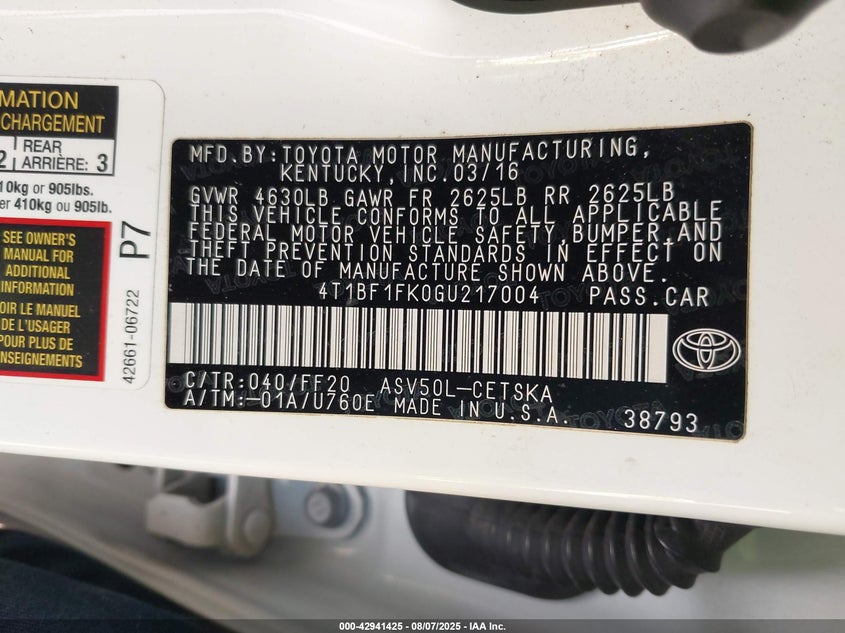 MATION
CHARGEMENT
2 REAR ARRIÈRE: 3
10kg or 905lbs.
er 410kg ou 905lb.
SEE OWNER'S
MANUAL FOR
ADDITIONAL
INFORMATION
OIR LE MANUEL
DE L'USAGER
POUR PLUS DE
NSEIGNEMENTS
P7
42661-06722
MFD.BY:TOYOTA MOTOR MANUFACTURING,
KENTUCKY,INC.03/16
GVWR 4630LB GAWR FR 2625LB RR 2625LB
THIS VEHICLE CONFORMS TO ALL APPLICABLE
FEDERAL MOTOR VEHICLE SAFETY,BUMPER,AND
THEFT PREVENTION STANDARDS IN EFFECT ON
THE DATE OF MANUFACTURE SHOWN ABOVE.
4T1BF1FK0GU217004 PASS.CAR
C/TR:040/FF20 ASV50L-CETSKA
A/TM:-01A/U760E MADE IN U.S.A. 38793
000-42941425 - 08/07/2025 - IAA Inc.